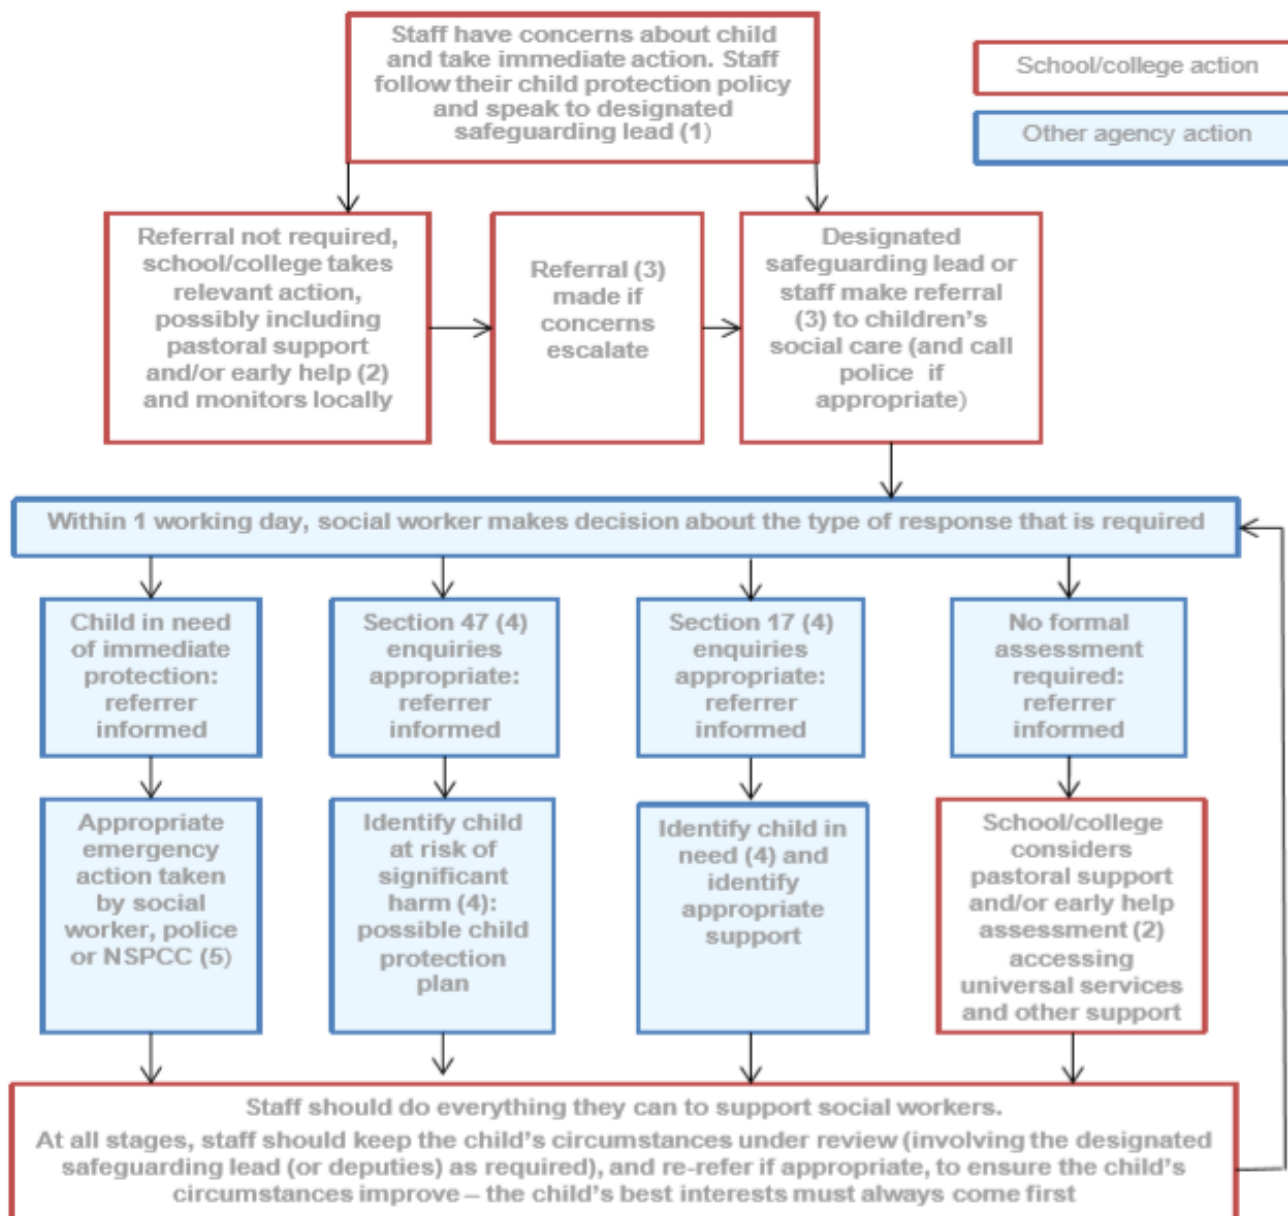 Staff have concerns about child
and take immediate action. Staff
follow their child protection policy
and speak to designated
safeguarding lead (1)
School/college action
Other agency action
Referral not required,
school/college takes
relevant action,
possibly including
pastoral support
and/or early help (2)
and monitors locally
Referral (3)
made if
concerns
escalate
Designated
safeguarding lead or
staff make referral
(3) to children's
social care (and call
police if
appropriate)
Within 1 working day, social worker makes decision about the type of response that is required
Child in need
of immediate
protection:
referrer
informed
Section 47 (4)
enquiries
appropriate:
referrer
informed
Section 17 (4)
enquiries
appropriate:
referrer
informed
No formal
assessment
required:
referrer
informed
Appropriate
emergency
action taken
by social
worker, police
or NSPCC (5)
Identify child
at risk of
significant
harm (4):
possible child
protection
plan
Identify child in
need (4) and
identify
appropriate
support
School/college
considers
pastoral support
and/or early help
assessment (2)
accessing
universal services
and other support
Staff should do everything they can to support social workers.
At all stages, staff should keep the child's circumstances under review (involving the designated
safeguarding lead (or deputies) as required), and re-refer if appropriate, to ensure the child's
circumstances improve – the child's best interests must always come first